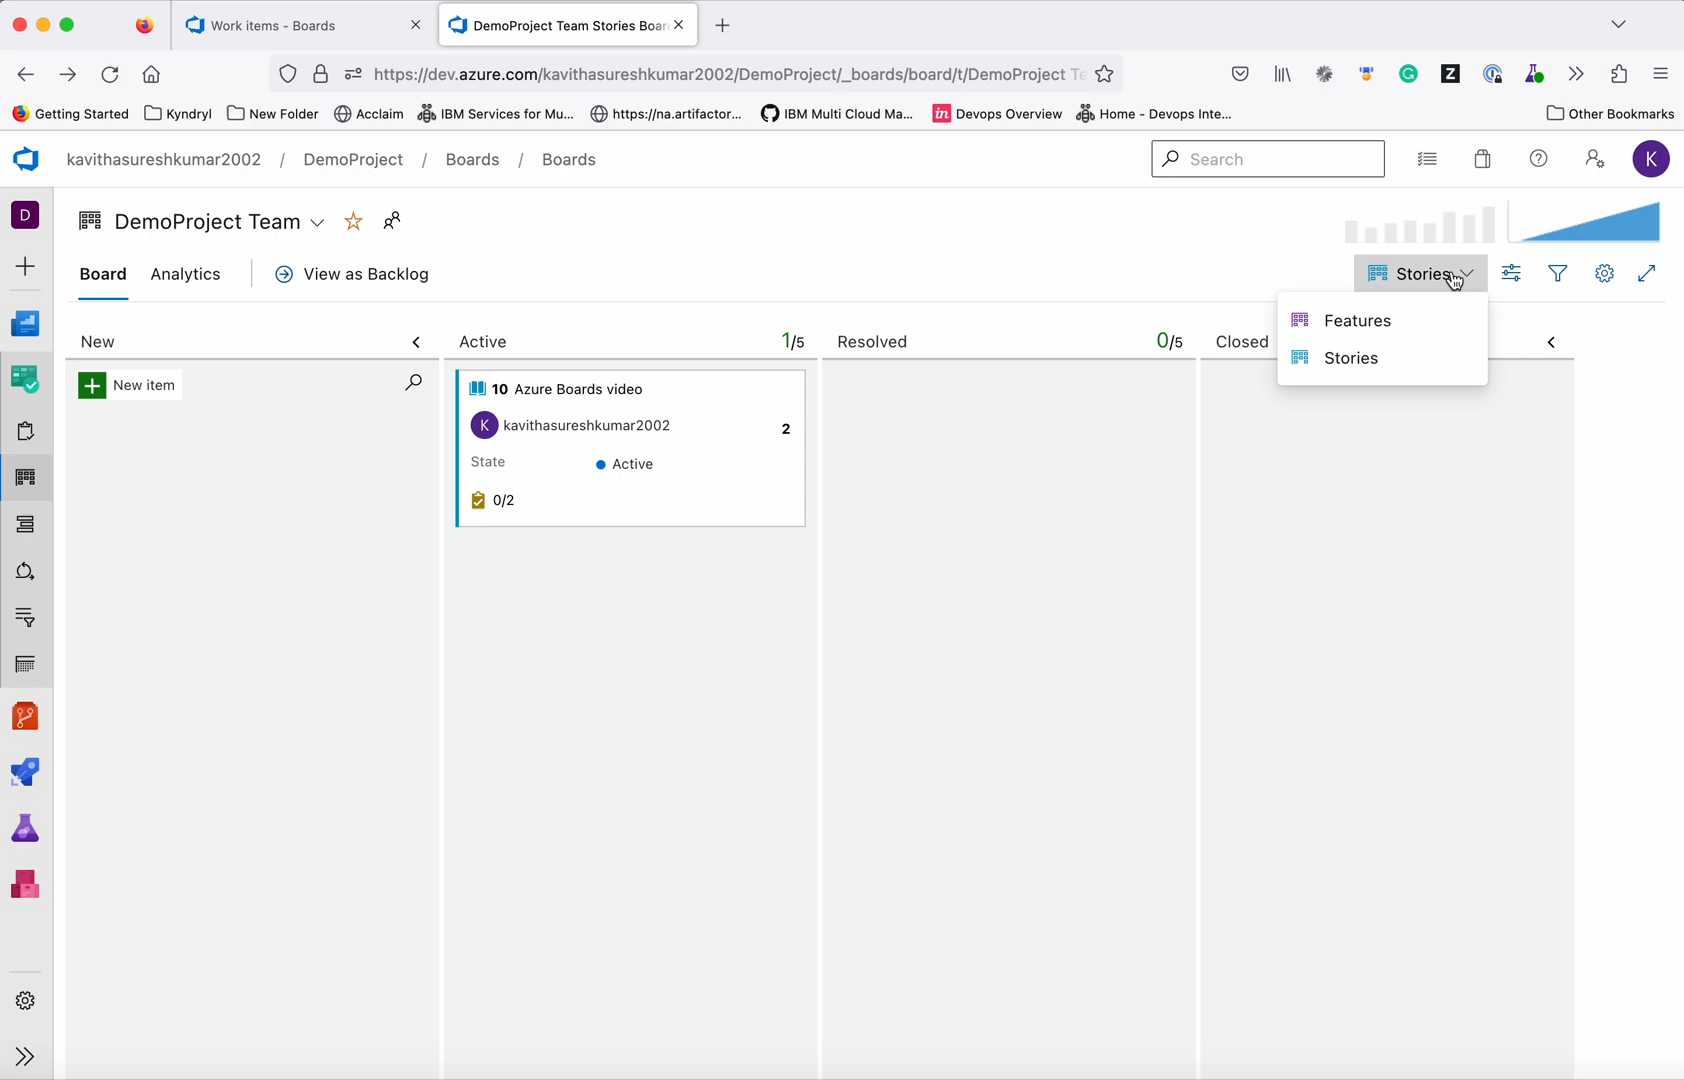 Work items - Boards
DemoProject Team Stories Boar
https://dev.azure.com/kavithasureshkumar2002/DemoProject/_boards/board/t/DemoProject Te
Getting Started Kyndryl New Folder Acclaim IBM Services for Mu... https://na.artifactor... IBM Multi Cloud Ma... in Devops Overview Home - Devops Inte... Other Bookmarks
kavithasureshkumar2002 / DemoProject / Boards / Boards
Search
K
D
DemoProject Team
Board Analytics View as Backlog
Stories
Features
Stories
New
Active 1/5
Resolved 0/5
Closed
New item
10 Azure Boards video
K kavithasureshkumar2002 2
State Active
0/2